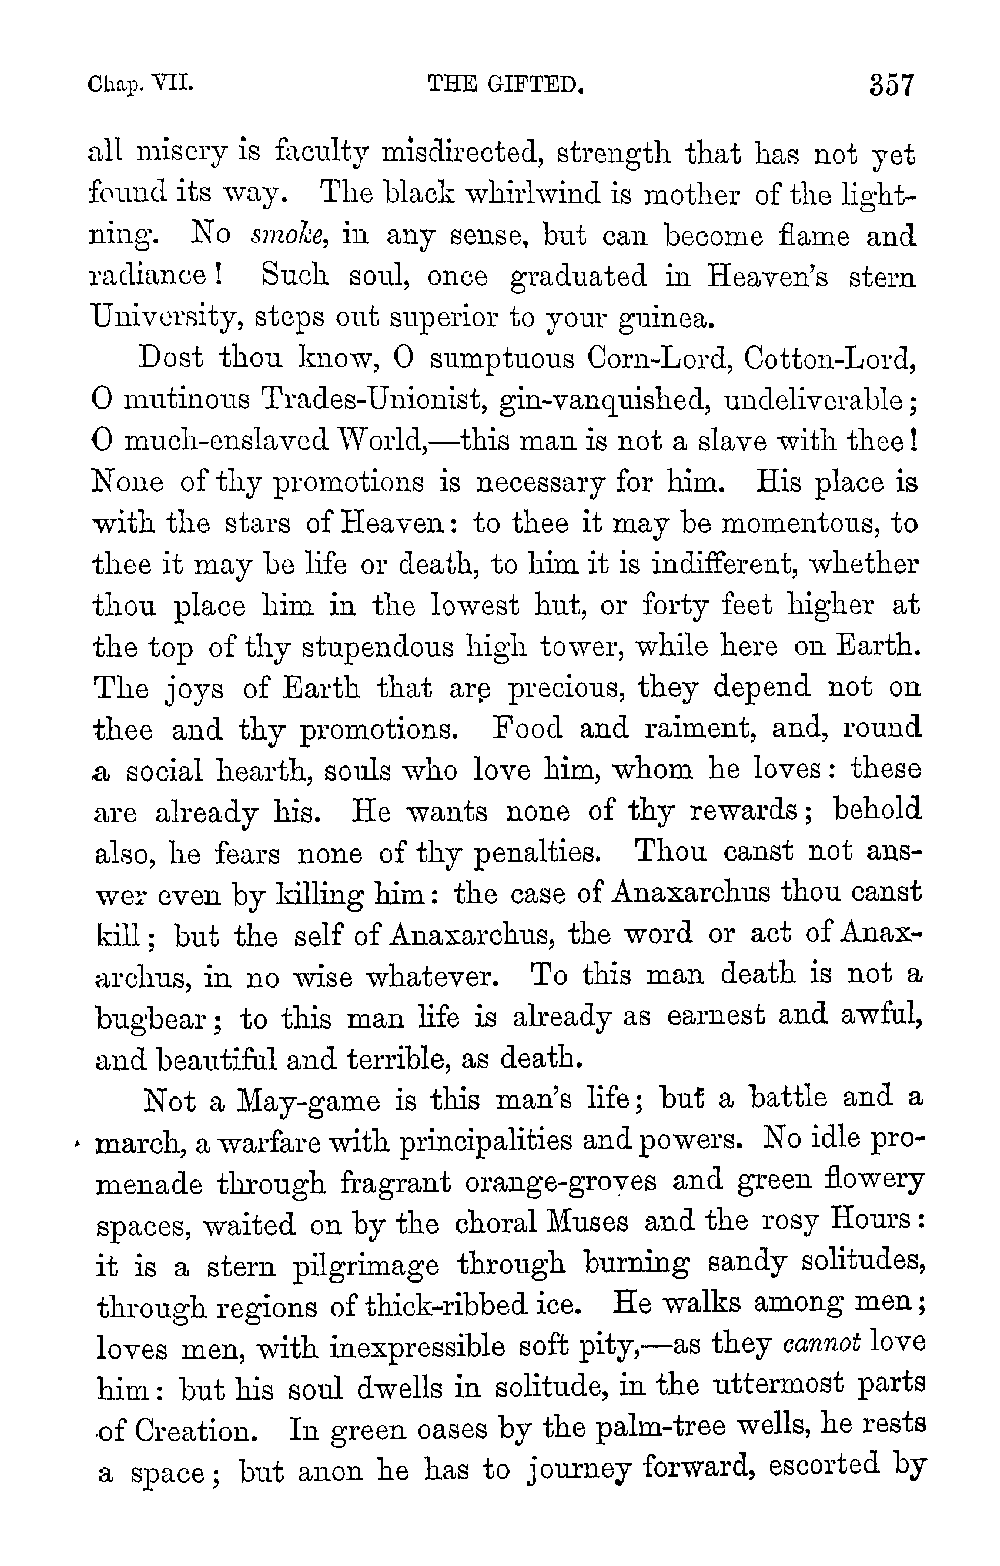 Chap. VII. THE GIFTED. 357
all misery is faculty misdirected, strength that has not yet
found its way. The black whirlwind is mother of the light-
ning. No smoke, in any sense, but can become flame and
radiance! Such soul, once graduated in Heaven's stern
University, steps out superior to your guinea.
Dost thou know, O sumptuous Corn-Lord, Cotton-Lord,
O mutinous Trades-Unionist, gin-vanquished, undeliverable;
O much-enslaved World,—this man is not a slave with thee!
None of thy promotions is necessary for him. His place is
with the stars of Heaven: to thee it may be momentous, to
thee it may be life or death, to him it is indifferent, whether
thou place him in the lowest hut, or forty feet higher at
the top of thy stupendous high tower, while here on Earth.
The joys of Earth that are precious, they depend not on
thee and thy promotions. Food and raiment, and, round
a social hearth, souls who love him, whom he loves: these
are already his. He wants none of thy rewards; behold
also, he fears none of thy penalties. Thou canst not ans-
wer even by killing him: the case of Anaxarchus thou canst
kill; but the self of Anaxarchus, the word or act of Anax-
archus, in no wise whatever. To this man death is not a
bugbear; to this man life is already as earnest and awful,
and beautiful and terrible, as death.
Not a May-game is this man's life; but a battle and a
march, a warfare with principalities and powers. No idle pro-
menade through fragrant orange-groves and green flowery
spaces, waited on by the choral Muses and the rosy Hours:
it is a stern pilgrimage through burning sandy solitudes,
through regions of thick-ribbed ice. He walks among men;
loves men, with inexpressible soft pity,—as they cannot love
him: but his soul dwells in solitude, in the uttermost parts
of Creation. In green oases by the palm-tree wells, he rests
a space; but anon he has to journey forward, escorted by